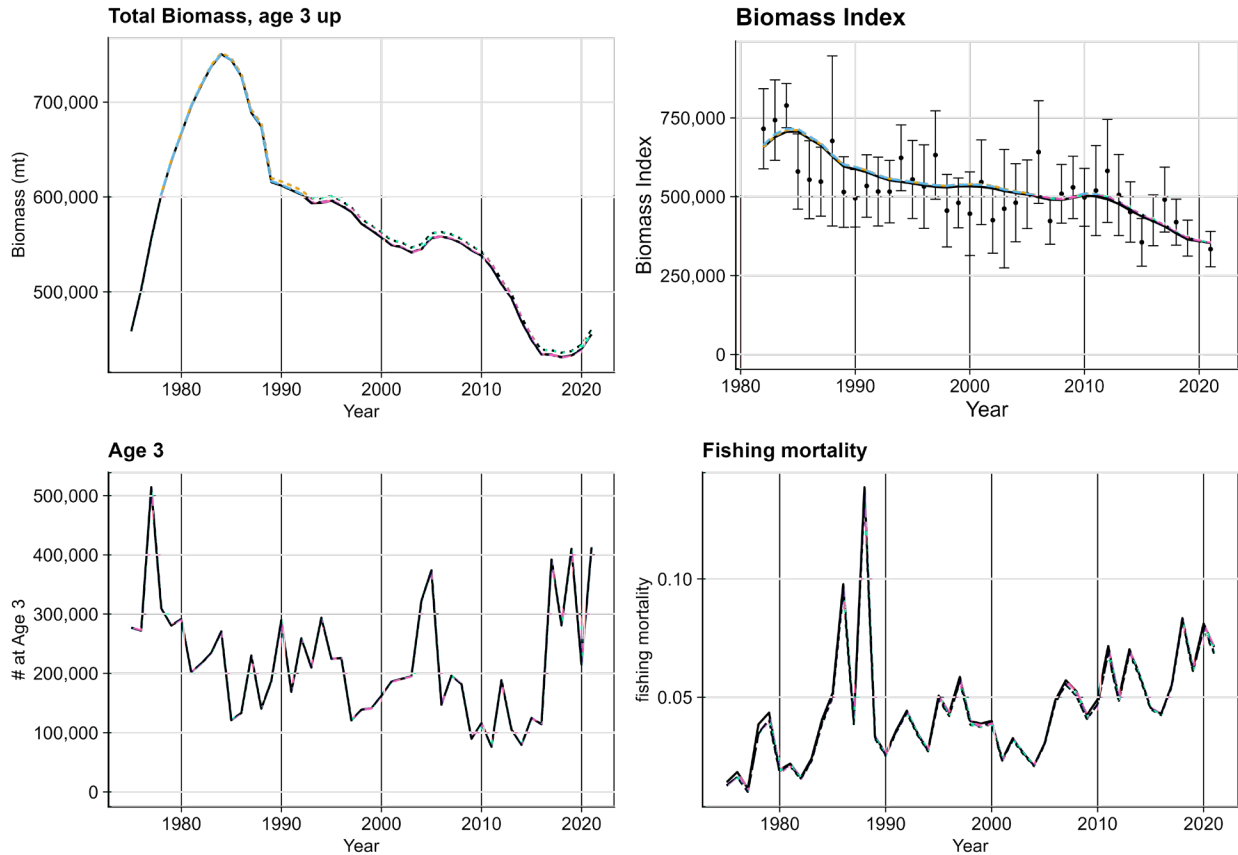 Total Biomass, age 3 up
Biomass (mt)
700,000
600,000
500,000
1980
1990
2000
2010
2020
Year
Biomass Index
Biomass Index
750,000
500,000
250,000
0
1980
1990
2000
2010
2020
Year
Age 3
# at Age 3
500,000
400,000
300,000
200,000
100,000
0
1980
1990
2000
2010
2020
Year
Fishing mortality
fishing mortality
0.10
0.05
1980
1990
2000
2010
2020
Year